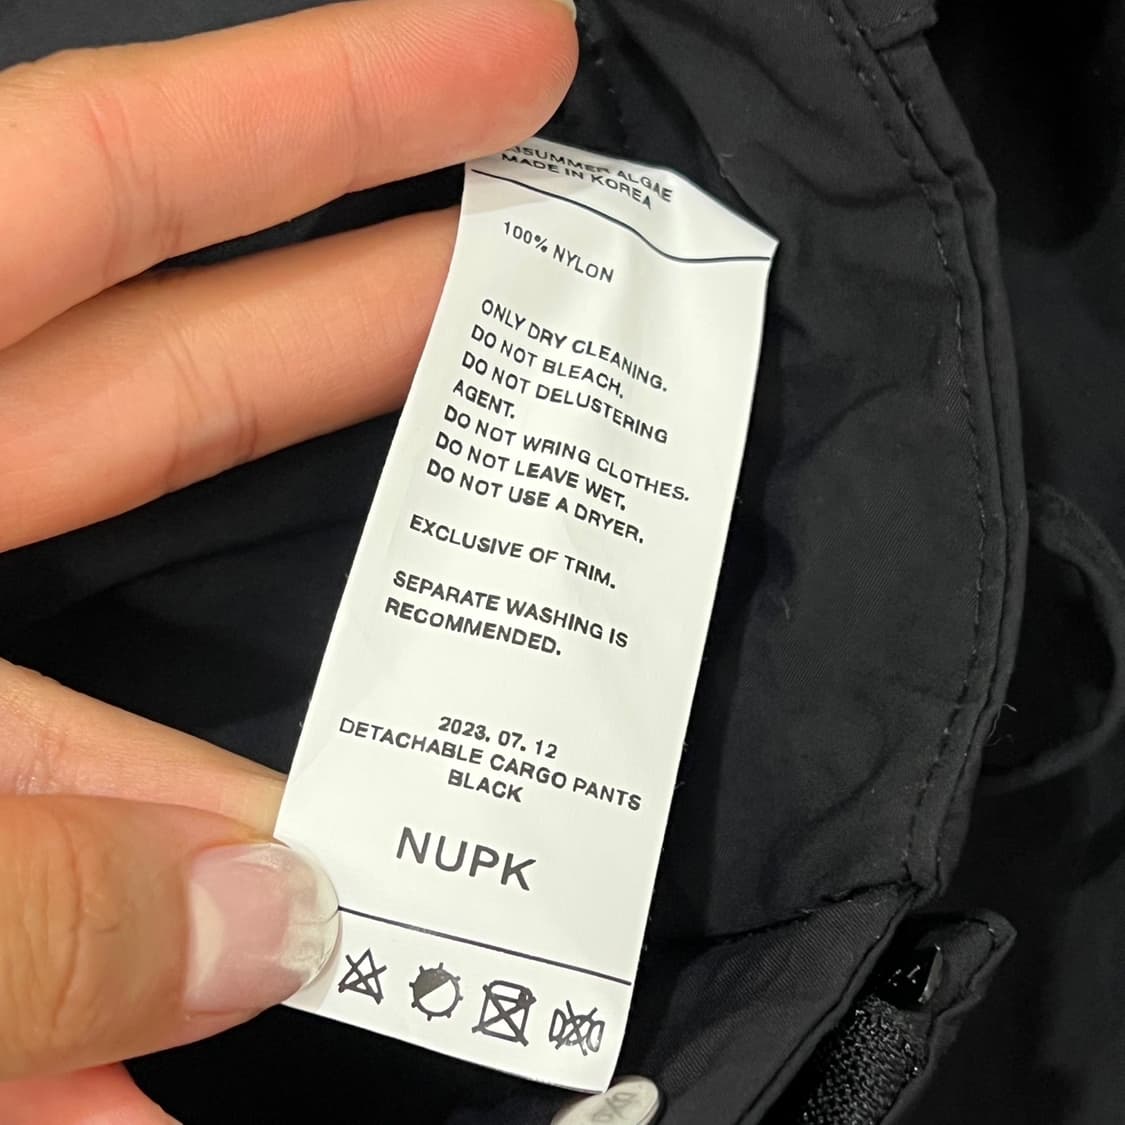 ALGAE
MADE IN KOREA
100% NYLON
ONLY DRY CLEANING.
DO NOT BLEACH.
DO NOT DELUSTERING
AGENT.
DO NOT WRING CLOTHES.
DO NOT LEAVE WET.
DO NOT USE A DRYER.
EXCLUSIVE OF TRIM.
SEPARATE WASHING IS
RECOMMENDED.
2023. 07. 12
DETACHABLE CARGO PANTS
BLACK
NUPK